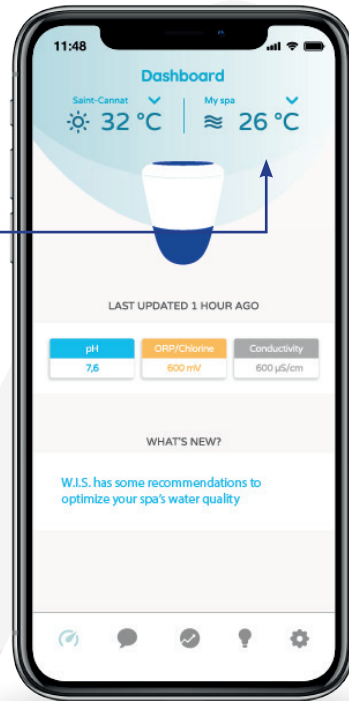 11:48
Dashboard
Saint-Cannat
My spa
32 °C
26 °C
LAST UPDATED 1 HOUR AGO
pH
ORP/Chlorine
Conductivity
7,6
600 mV
600 µS/cm
WHAT'S NEW?
W.I.S. has some recommendations to
optimize your spa's water quality